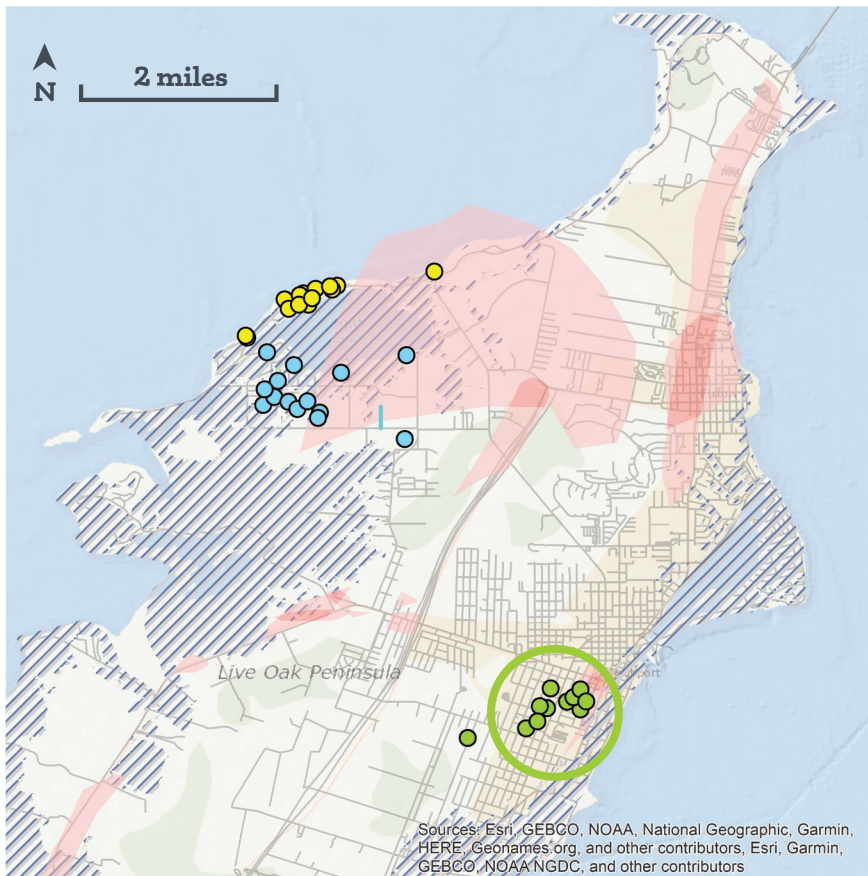 2 miles
N
Live Oak Peninsula
Sources: Esri, GEBCO, NOAA, National Geographic, Garmin,
HERE, Geonames.org, and other contributors, Esri, Garmin,
GEBCO, NOAA NGDC, and other contributors